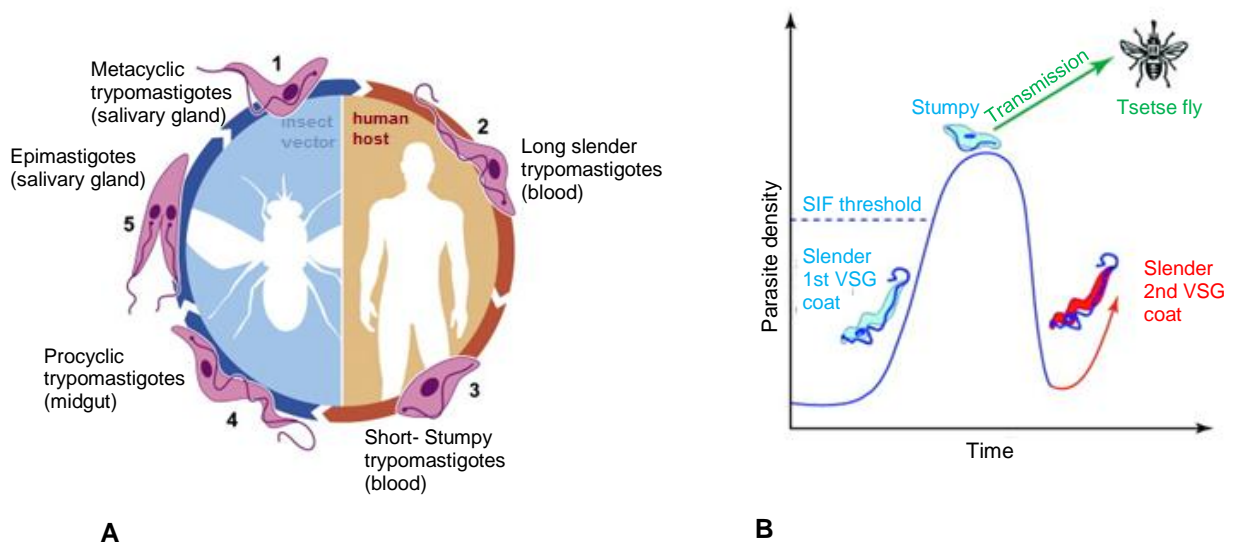 1
Metacyclic
trypomastigotes
(salivary gland)
insect
vector
human
host
2
Long slender
trypomastigotes
(blood)
Epimastigotes
(salivary gland)
5
Procyclic
trypomastigotes
(midgut)
4
3
Short- Stumpy
trypomastigotes
(blood)
A
Parasite density
SIF threshold
Slender
1st VSG
coat
Stumpy
Transmission
Tsetse fly
Slender
2nd VSG
coat
Time
B